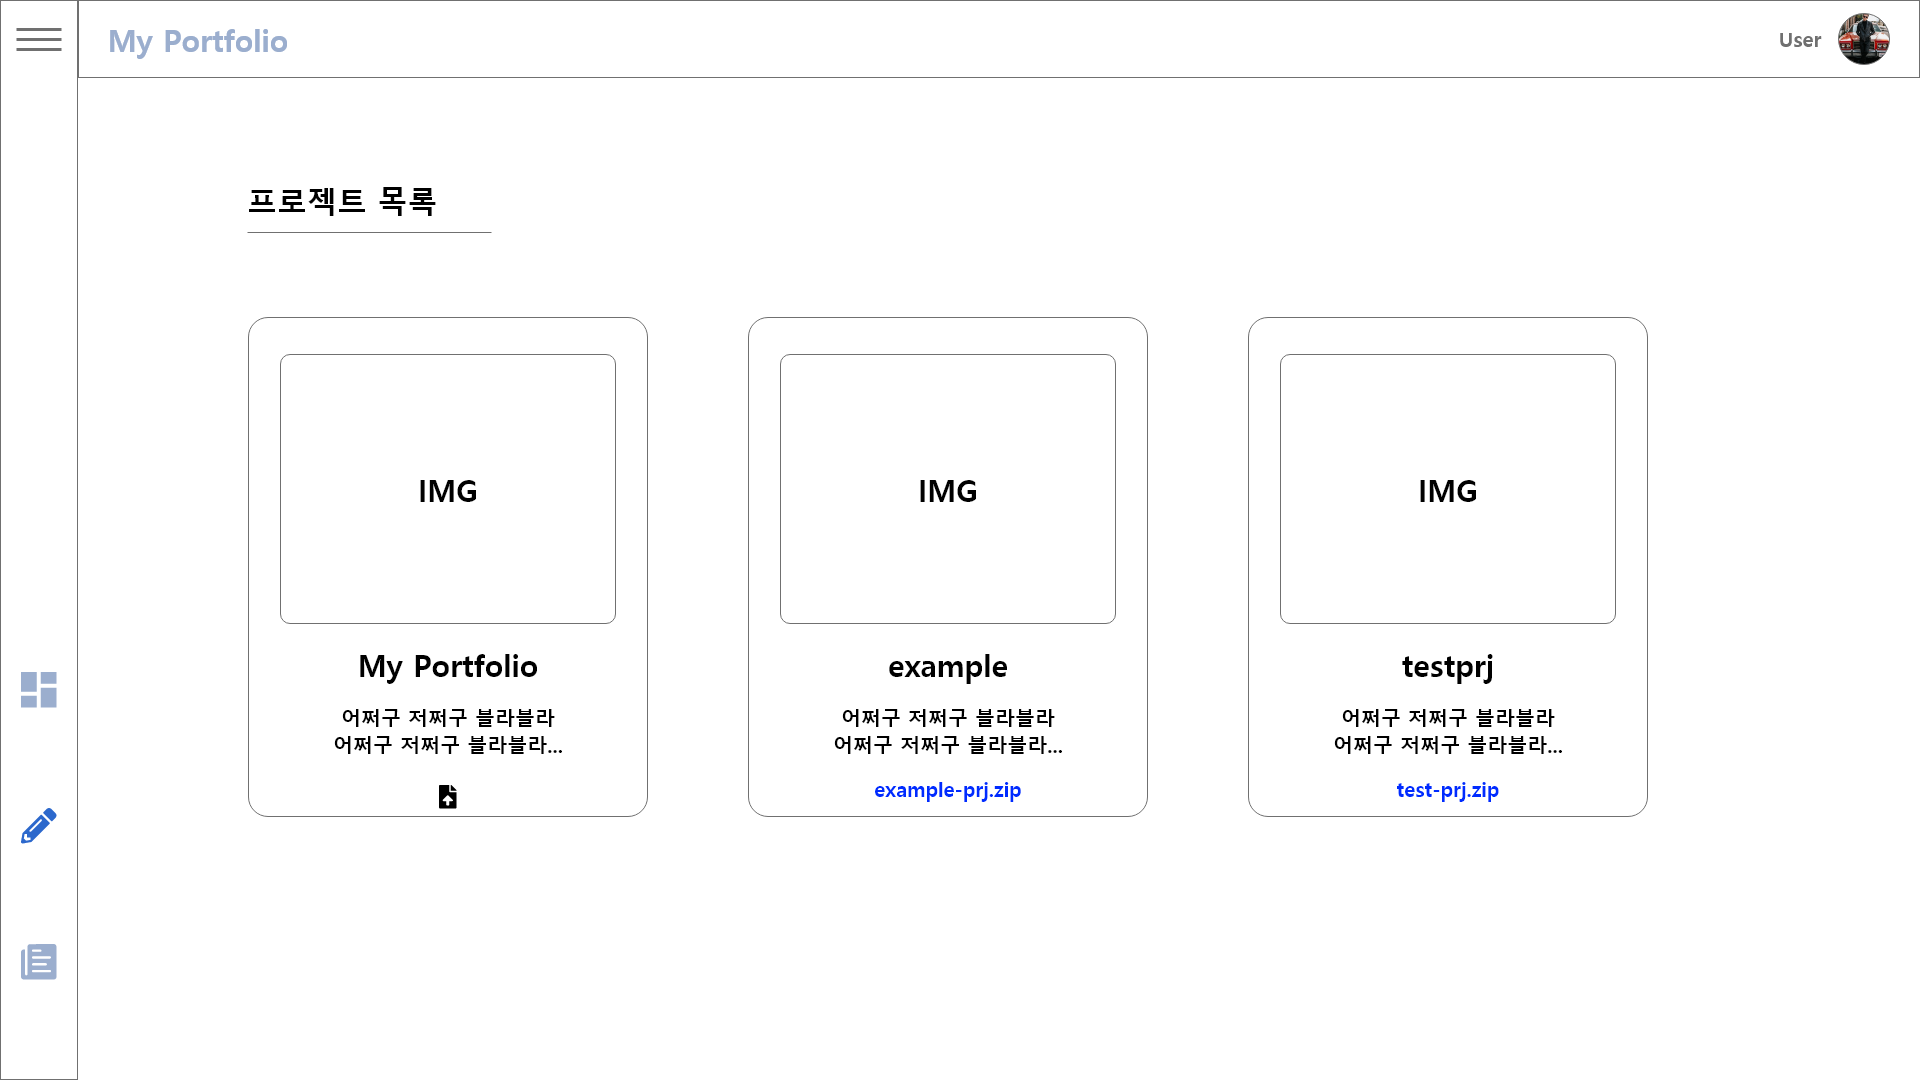 My Portfolio
User
프로젝트 목록
IMG
My Portfolio
어쩌구 저쩌구 블라블라
어쩌구 저쩌구 블라블라...
IMG
example
어쩌구 저쩌구 블라블라
어쩌구 저쩌구 블라블라...
example-prj.zip
IMG
testprj
어쩌구 저쩌구 블라블라
어쩌구 저쩌구 블라블라...
test-prj.zip